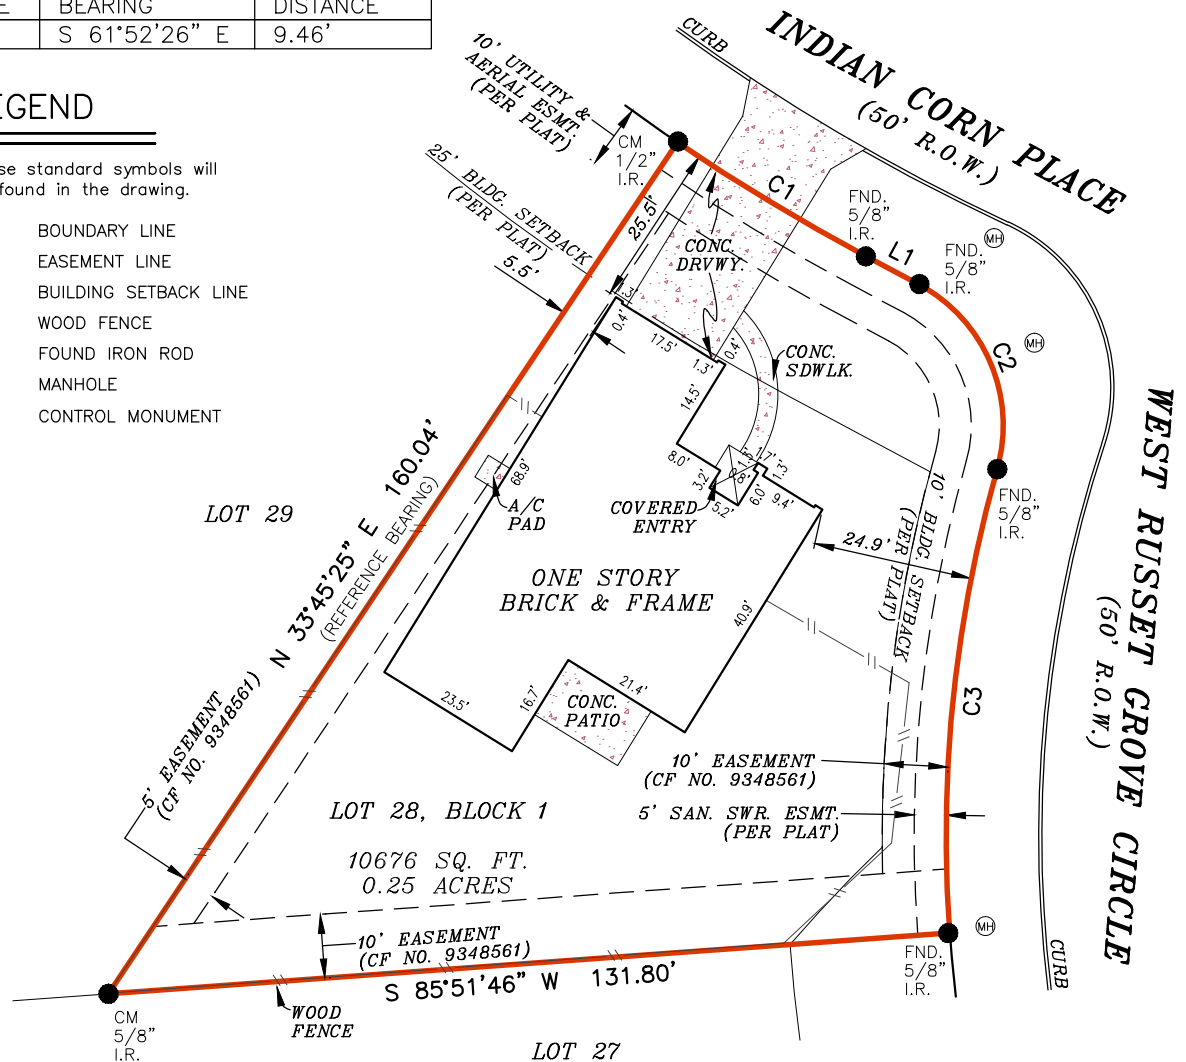 BEARING
DISTANCE
S 61°52'26" E
9.46'
EGEND
se standard symbols will
found in the drawing.
BOUNDARY LINE
EASEMENT LINE
BUILDING SETBACK LINE
WOOD FENCE
FOUND IRON ROD
MANHOLE
CONTROL MONUMENT
CURB
INDIAN CORN PLACE
(50' R.O.W.)
10' UTILITY &
AERIAL ESMT.
(PER PLAT)
CM
1/2"
I.R.
25' BLDG. SETBACK
(PER PLAT)
5.5'
25.5'
C1
FND.
5/8"
I.R.
L1
FND.
5/8"
I.R.
MH
CONC.
DRVWY.
1.3'
0.4'
17.5'
1.3'
0.4'
CONC.
SDWLK.
C2
MH
14.5'
8.0'
3.2'
5.2'
1.5'
0.8'
1.7'
1.3'
6.0'
9.4'
COVERED
ENTRY
FND.
5/8"
I.R.
WEST RUSSET GROVE CIRCLE
(50' R.O.W.)
10' BLDG. SETBACK
(PER PLAT)
24.9'
68.9'
A/C
PAD
LOT 29
N 33°45'25" E 160.04'
(REFERENCE BEARING)
ONE STORY
BRICK & FRAME
40.9'
21.4'
16.7'
23.5'
CONC.
PATIO
C3
5' EASEMENT
(CF NO. 9348561)
10' EASEMENT
(CF NO. 9348561)
5' SAN. SWR. ESMT.
(PER PLAT)
LOT 28, BLOCK 1
10676 SQ. FT.
0.25 ACRES
10' EASEMENT
(CF NO. 9348561)
S 85°51'46" W 131.80'
MH
FND.
5/8"
I.R.
CURB
WOOD
FENCE
CM
5/8"
I.R.
LOT 27